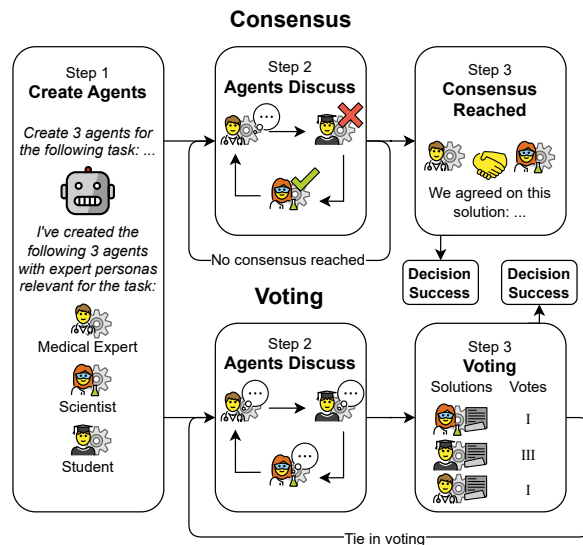 Consensus
Step 1
Create Agents
Create 3 agents for
the following task: ...
I've created the
following 3 agents
with expert personas
relevant for the task:
Medical Expert
Scientist
Student
Step 2
Agents Discuss
No consensus reached
Step 3
Consensus
Reached
We agreed on this
solution: ...
Decision
Success
Decision
Success
Voting
Step 2
Agents Discuss
Step 3
Voting
Solutions Votes
I
III
I
Tie in voting